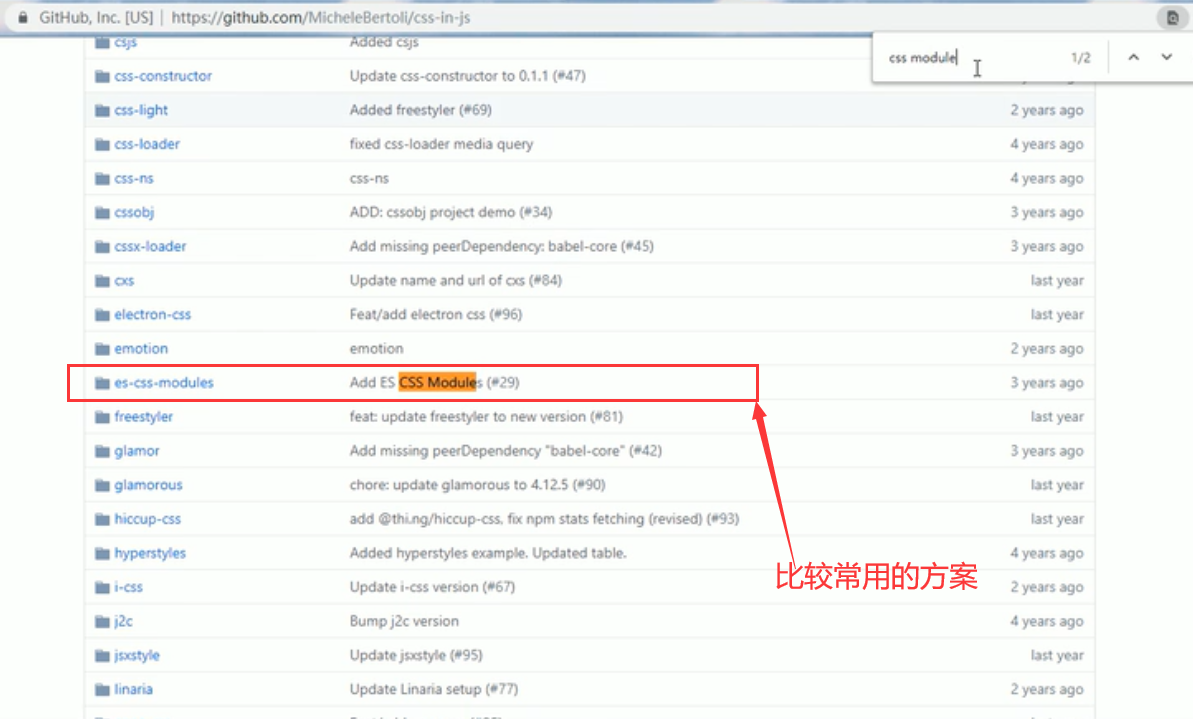 GitHub, Inc. [US] | https://github.com/MicheleBertoli/css-in-js
css module 1/2
csjs Added csjs
css-constructor Update css-constructor to 0.1.1 (#47)
css-light Added freestyler (#69) 2 years ago
css-loader fixed css-loader media query 4 years ago
css-ns css-ns 4 years ago
cssobj ADD: cssobj project demo (#34) 3 years ago
cssx-loader Add missing peerDependency: babel-core (#45) 3 years ago
cxs Update name and url of cxs (#84) last year
electron-css Feat/add electron css (#96) last year
emotion emotion 2 years ago
es-css-modules Add ES CSS Modules (#29) 3 years ago
freestyler feat: update freestyler to new version (#81) last year
glamor Add missing peerDependency "babel-core" (#42) 3 years ago
glamorous chore: update glamorous to 4.12.5 (#90) last year
hiccup-css add @thi.ng/hiccup-css, fix npm stats fetching (revised) (#93) last year
hyperstyles Added hyperstyles example. Updated table. 4 years ago
比较常用的方案
i-css Update i-css version (#67) 2 years ago
j2c Bump j2c version 4 years ago
jsxstyle Update jsxstyle (#95) last year
linaria Update Linaria setup (#77) 2 years ago